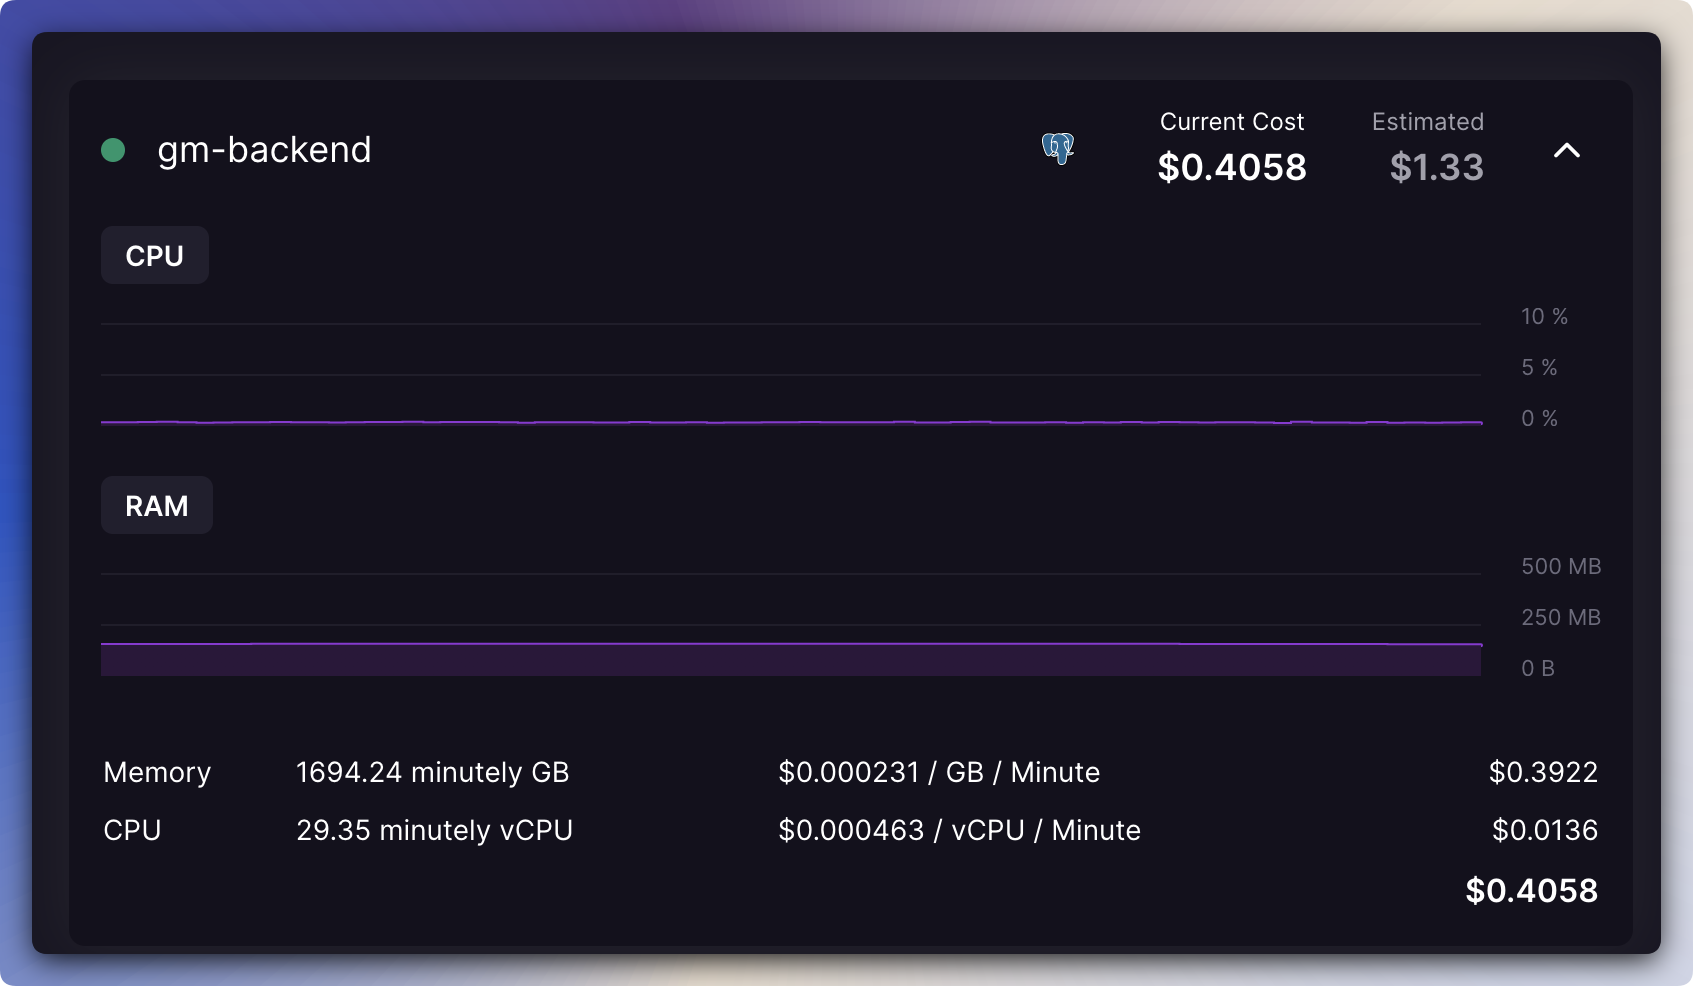 gm-backend
Current Cost
$0.4058
Estimated
$1.33
CPU
10 %
5 %
0 %
RAM
500 MB
250 MB
0 B
Memory 1694.24 minutely GB $0.000231 / GB / Minute $0.3922
CPU 29.35 minutely vCPU $0.000463 / vCPU / Minute $0.0136
$0.4058